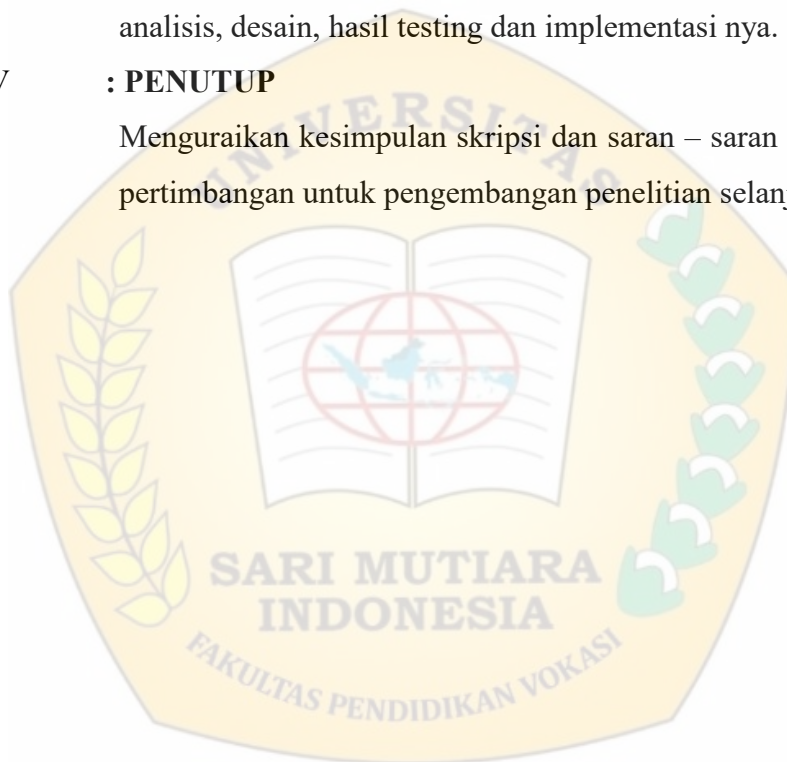 analisis, desain, hasil testing dan implementasi nya.
: PENUTUP
Menguraikan kesimpulan skripsi dan saran – saran
pertimbangan untuk pengembangan penelitian
UNIVERSITAS
SARI MUTIARA
INDONESIA
FAKULTAS PENDIDIKAN VOKASI